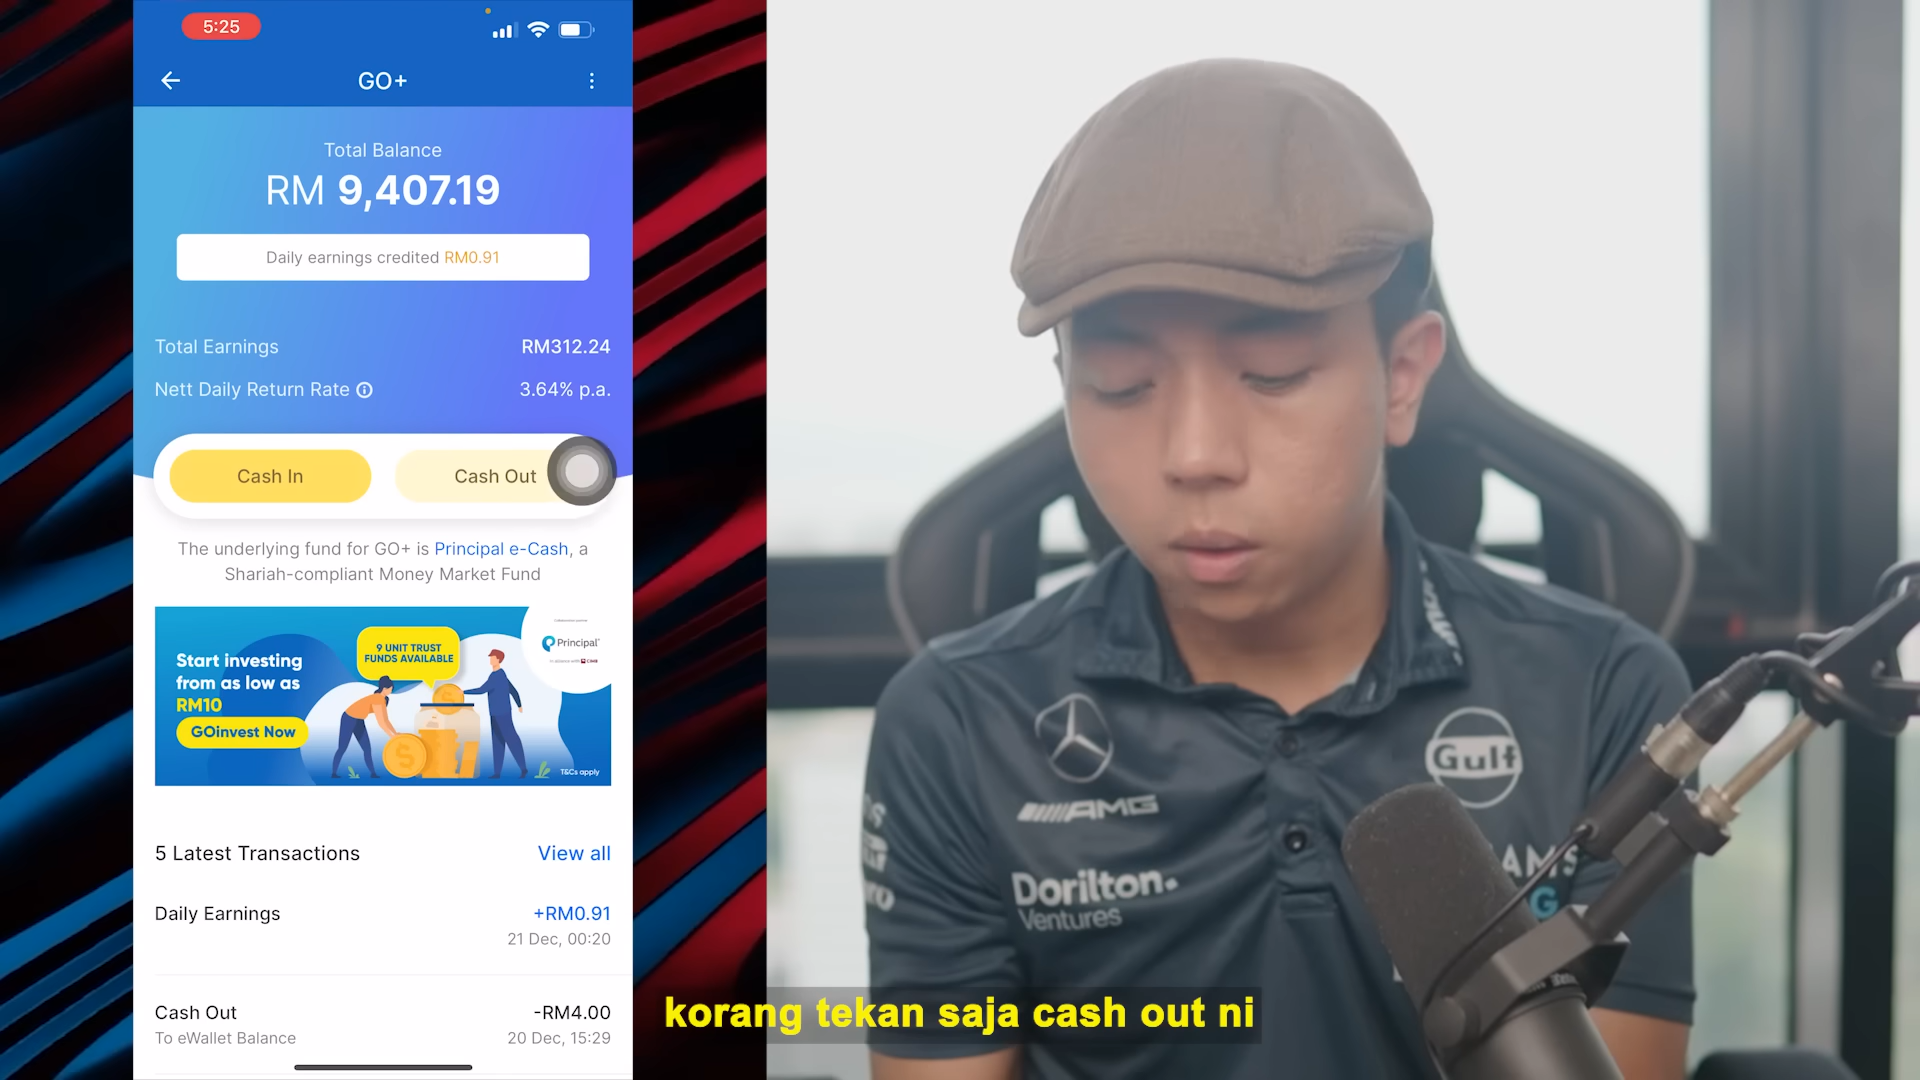 5:25
GO+
Total Balance
RM 9,407.19
Daily earnings credited RM0.91
Total Earnings RM312.24
Nett Daily Return Rate 3.64% p.a.
Cash In Cash Out
The underlying fund for GO+ is Principal e-Cash, a
Shariah-compliant Money Market Fund
Start investing
from as low as
RM10
GOinvest Now
9 UNIT TRUST
FUNDS AVAILABLE
Principal
T&Cs apply
5 Latest Transactions View all
Daily Earnings +RM0.91
21 Dec, 00:20
Cash Out -RM4.00
To eWallet Balance 20 Dec, 15:29
Gulf
AMG
Dorilton.
Ventures
korang tekan saja cash out ni